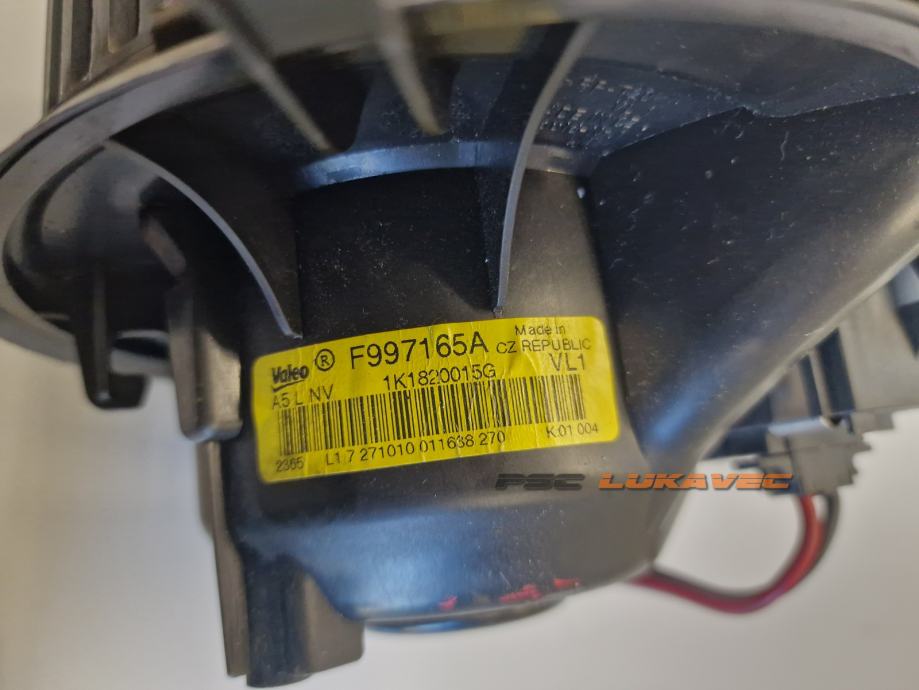 Valeo ® F997165A Made in
CZ REPUBLIC
1K1820015G VL1
A5 L NV
2365 L1 7 271010 011638 270 K.01 004
PSC LUKAVEC